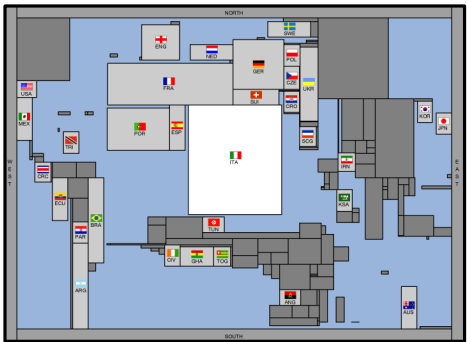 NORTH
SWE
ENG
NED
POL
GER
CZE
UKR
USA
FRA
SUI
CRO
MEX
KOR
JPN
POR
ESP
TRI
SCG
WEST
EAST
ITA
IRN
CRC
ECU
KSA
BRA
TUN
PAR
CIV
GHA
TOG
ARG
ANG
AUS
SOUTH